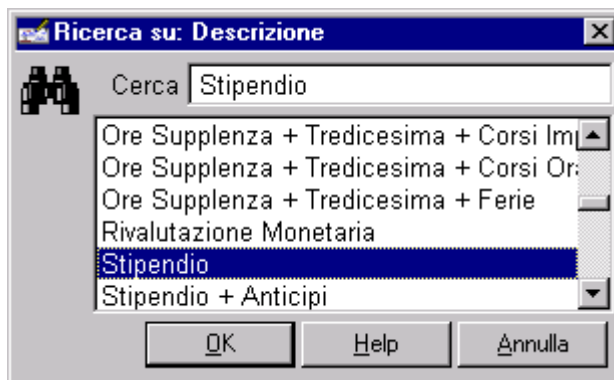 Ricerca su: Descrizione
Cerca Stipendio
Ore Supplenza + Tredicesima + Corsi Im
Ore Supplenza + Tredicesima + Corsi Or
Ore Supplenza + Tredicesima + Ferie
Rivalutazione Monetaria
Stipendio
Stipendio + Anticipi
OK Help Annulla